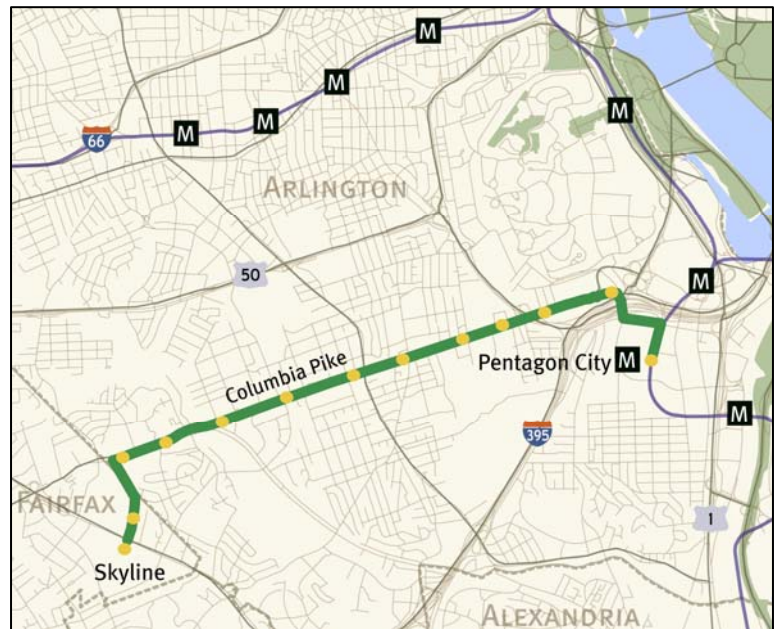 M
M
M
M
M
66
ARLINGTON
50
M
Columbia Pike
Pentagon City M
M
395
FAIRFAX
1
Skyline
ALEXANDRIA